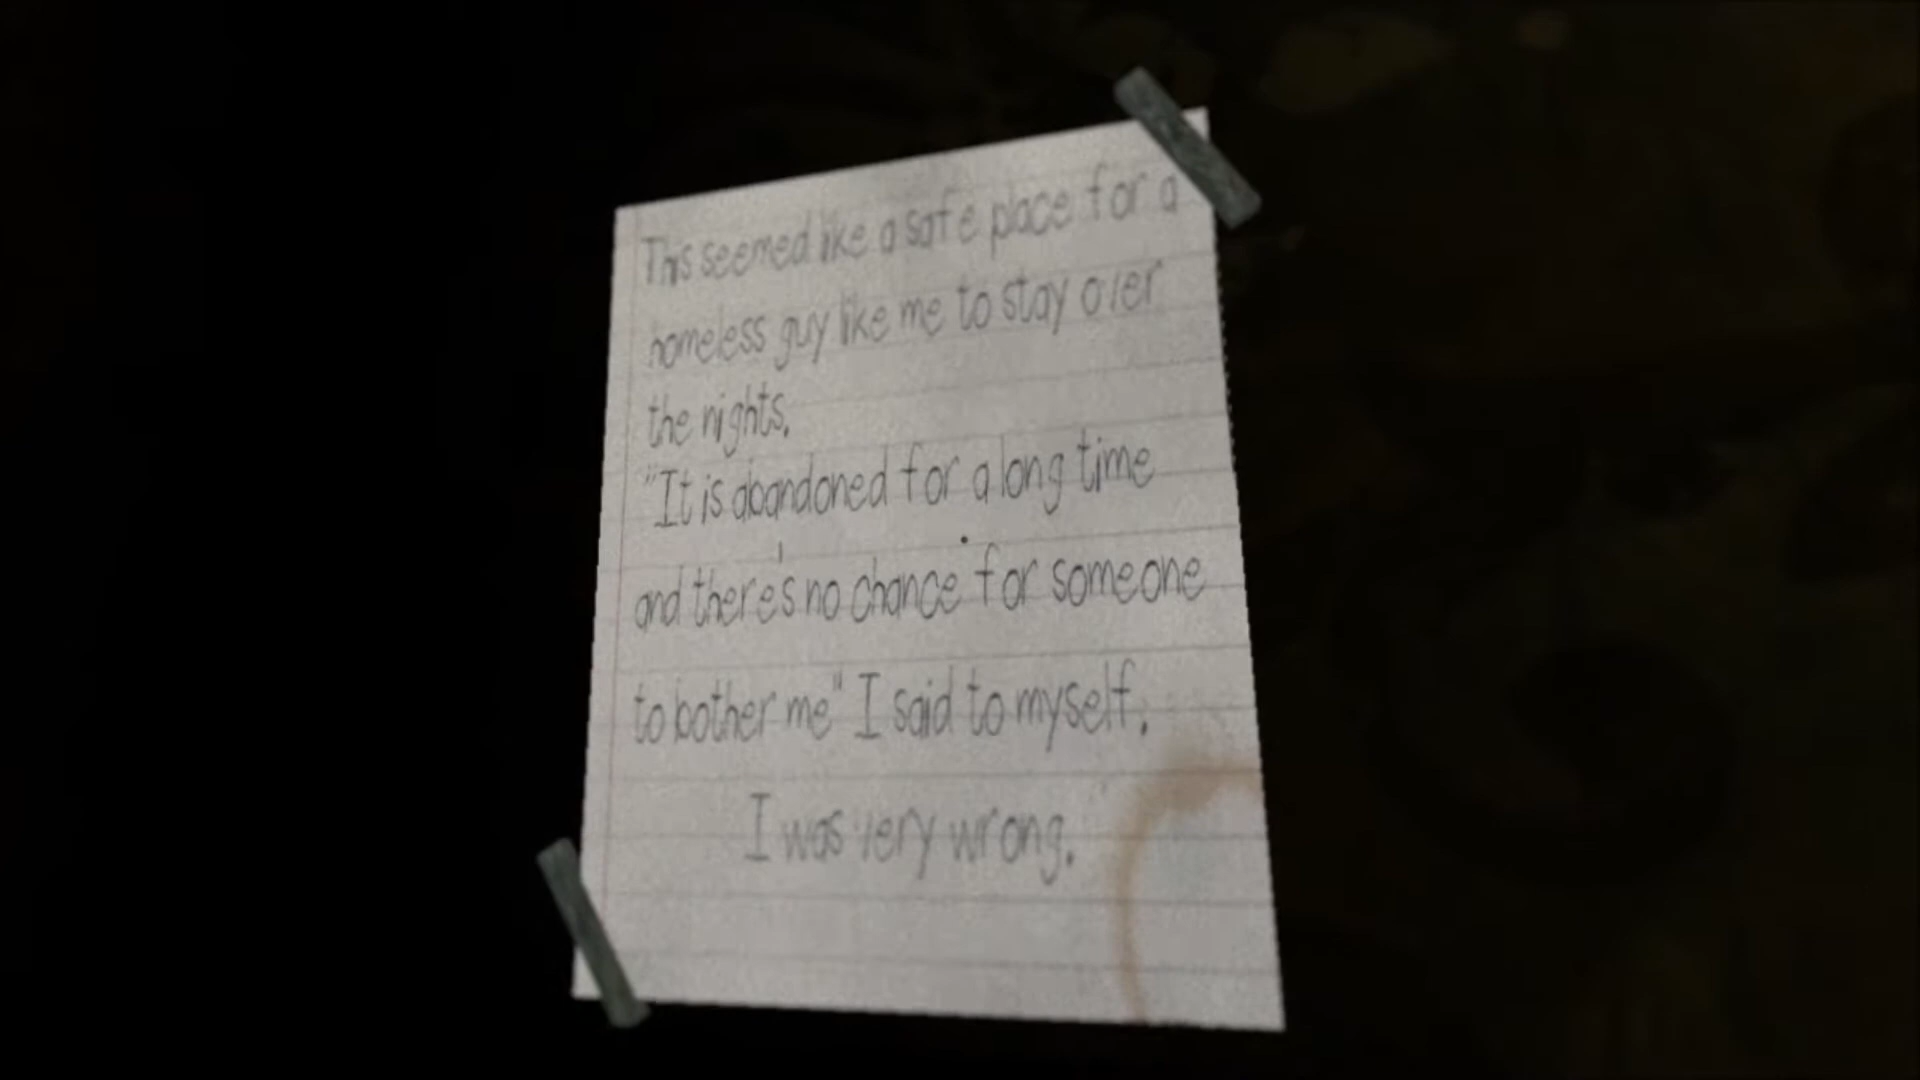 This seemed like a safe place for a
homeless guy like me to stay over
the nights.
"It is abandoned for a long time
and there's no chance for someone
to bother me" I said to myself.
I was very wrong.